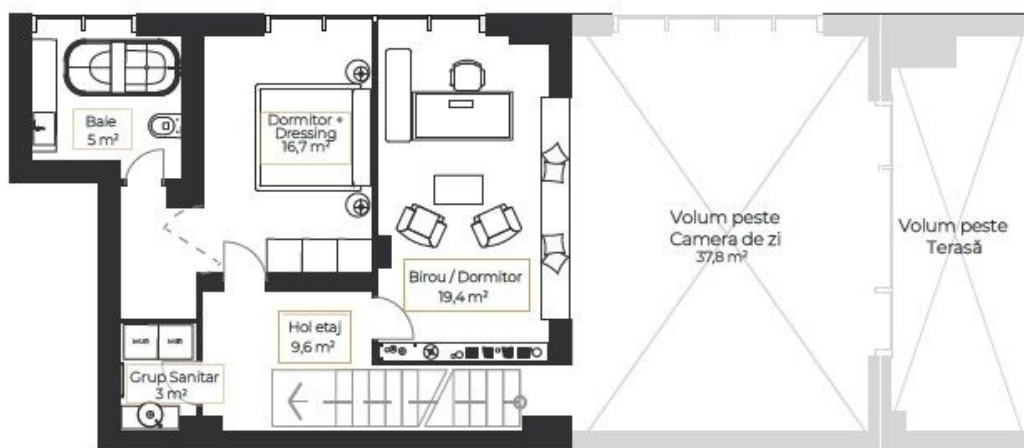 Baie
5 m²
Dormitor +
Dressing
16,7 m²
Birou / Dormitor
19,4 m²
Hol etaj
9,6 m²
Grup Sanitar
3 m²
Volum peste
Camera de zi
37,8 m²
Volum peste
Terasă